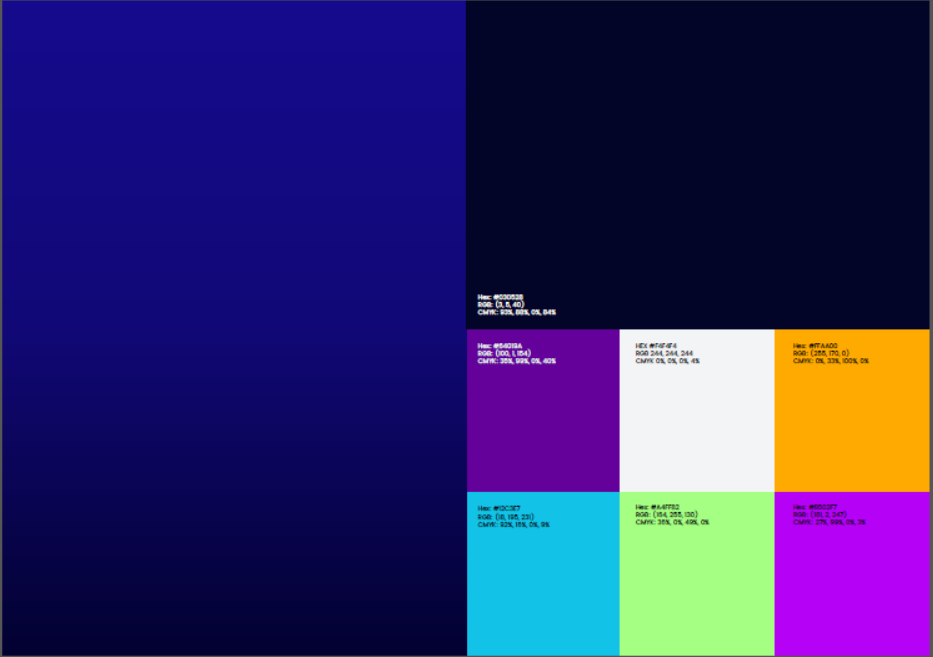 Hex: #030528
RGB: (3, 5, 40)
CMYK: 93%, 88%, 0%, 84%
Hex: #64019A
RGB: (100, 1, 154)
CMYK: 35%, 99%, 0%, 40%
HEX #F4F4F4
RGB 244, 244, 244
CMYK 0%, 0%, 0%, 4%
Hex: #FFAA00
RGB: (255, 170, 0)
CMYK: 0%, 33%, 100%, 0%
Hex: #12C3E7
RGB: (18, 195, 231)
CMYK: 92%, 16%, 0%, 9%
Hex: #A4FF82
RGB: (164, 255, 130)
CMYK: 36%, 0%, 49%, 0%
Hex:
RGB: 2, 247)
CMYK: 27%, 99%, 0%, 3%